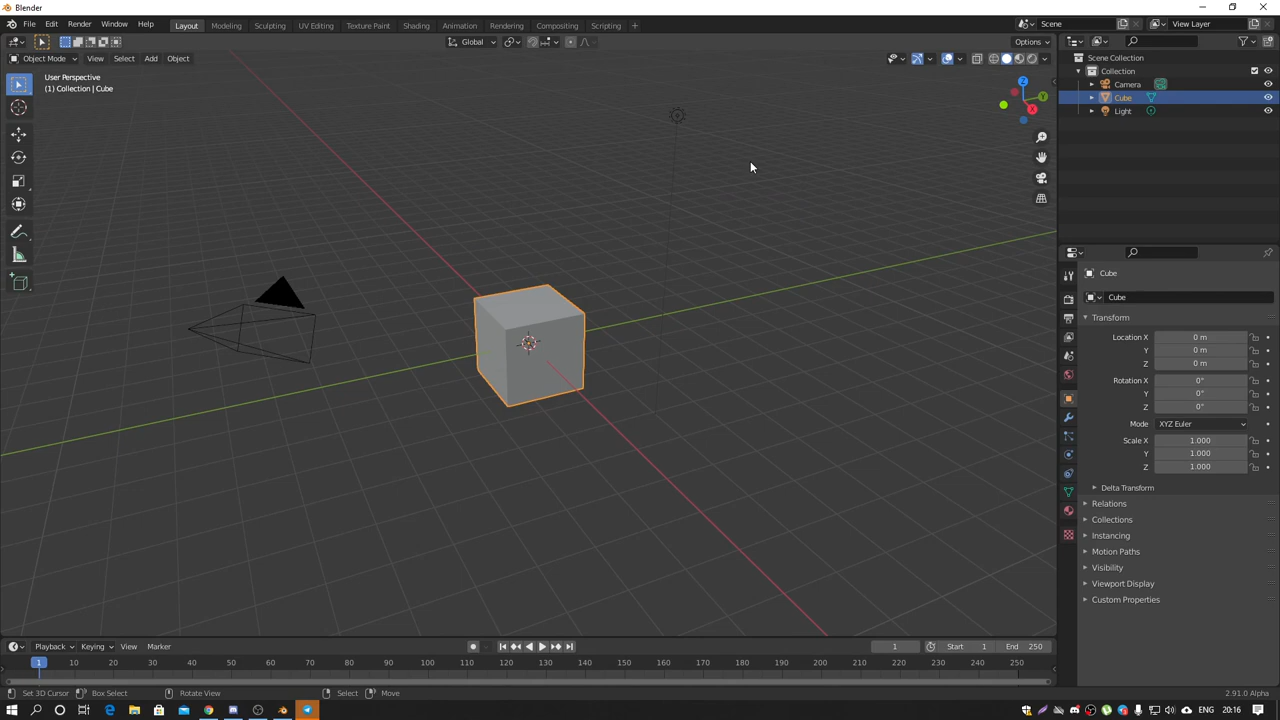 Blender
File Edit Render Window Help Layout Modeling Sculpting UV Editing Texture Paint Shading Animation Rendering Compositing Scripting + Scene View Layer
Global Options
Object Mode View Select Add Object
User Perspective
(1) Collection | Cube
Z
Y
X
Scene Collection
Collection
Camera
Cube
Light
Cube
Cube
Transform
Location X 0 m
Y 0 m
Z 0 m
Rotation X 0°
Y 0°
Z 0°
Mode XYZ Euler
Scale X 1.000
Y 1.000
Z 1.000
Delta Transform
Relations
Collections
Instancing
Motion Paths
Visibility
Viewport Display
Custom Properties
Playback Keying View Marker 1 Start 1 End 250
1 10 20 30 40 50 60 70 80 90 100 110 120 130 140 150 160 170 180 190 200 210 220 230 240 250
Set 3D Cursor Box Select Rotate View Select Move 2.91.0 Alpha
ENG 20:16